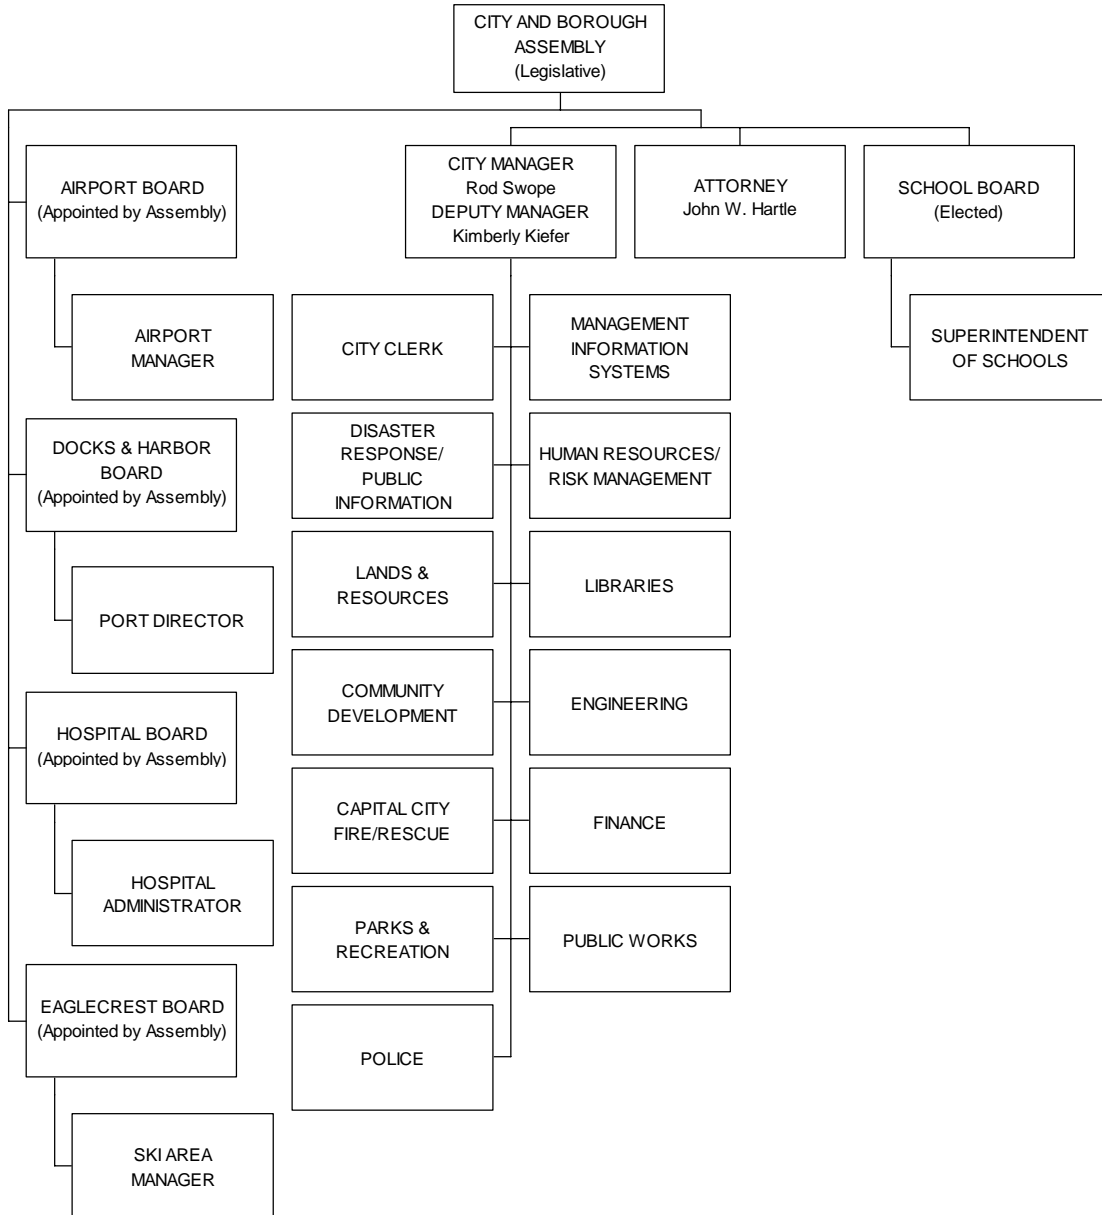 CITY AND BOROUGH
ASSEMBLY
(Legislative)
AIRPORT BOARD
(Appointed by Assembly)
CITY MANAGER
Rod Swope
DEPUTY MANAGER
Kimberly Kiefer
ATTORNEY
John W. Hartle
SCHOOL BOARD
(Elected)
AIRPORT
MANAGER
CITY CLERK
MANAGEMENT
INFORMATION
SYSTEMS
SUPERINTENDENT
OF SCHOOLS
DOCKS & HARBOR
BOARD
(Appointed by Assembly)
DISASTER
RESPONSE/
PUBLIC
INFORMATION
HUMAN RESOURCES/
RISK MANAGEMENT
PORT DIRECTOR
LANDS &
RESOURCES
LIBRARIES
HOSPITAL BOARD
(Appointed by Assembly)
COMMUNITY
DEVELOPMENT
ENGINEERING
HOSPITAL
ADMINISTRATOR
CAPITAL CITY
FIRE/RESCUE
FINANCE
PARKS &
RECREATION
PUBLIC WORKS
EAGLECREST BOARD
(Appointed by Assembly)
POLICE
SKI AREA
MANAGER